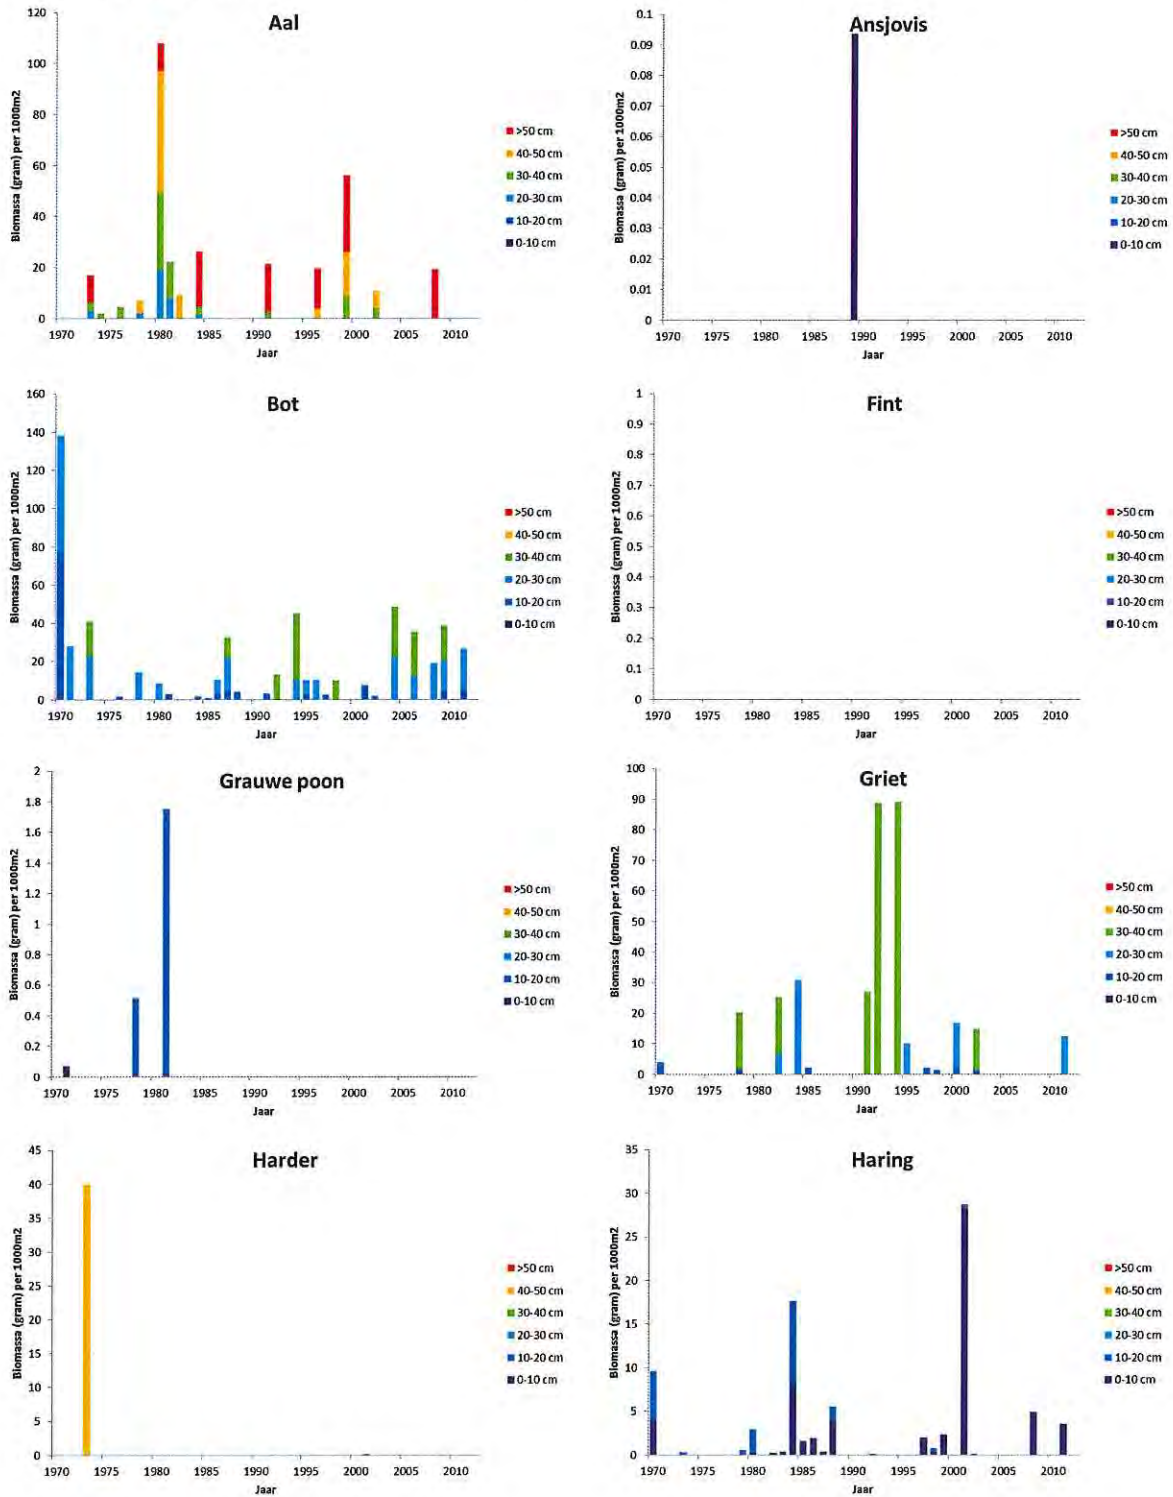 Aal
Biomassa (gram) per 1000m2
120
100
80
60
40
20
0
>50 cm
40-50 cm
30-40 cm
20-30 cm
10-20 cm
0-10 cm
1970 1975 1980 1985 1990 1995 2000 2005 2010
Jaar
Ansjovis
Biomassa (gram) per 1000m2
0.1
0.09
0.08
0.07
0.06
0.05
0.04
0.03
0.02
0.01
0
>50 cm
40-50 cm
30-40 cm
20-30 cm
10-20 cm
0-10 cm
1970 1975 1980 1985 1990 1995 2000 2005 2010
Jaar
Bot
Biomassa (gram) per 1000m2
160
140
120
100
80
60
40
20
0
>50 cm
40-50 cm
30-40 cm
20-30 cm
10-20 cm
0-10 cm
1970 1975 1980 1985 1990 1995 2000 2005 2010
Jaar
Fint
Biomassa (gram) per 1000m2
1
0.9
0.8
0.7
0.6
0.5
0.4
0.3
0.2
0.1
0
>50 cm
40-50 cm
30-40 cm
20-30 cm
10-20 cm
0-10 cm
1970 1975 1980 1985 1990 1995 2000 2005 2010
Jaar
Grauwe poon
Biomassa (gram) per 1000m2
2
1.8
1.6
1.4
1.2
1
0.8
0.6
0.4
0.2
0
>50 cm
40-50 cm
30-40 cm
20-30 cm
10-20 cm
0-10 cm
1970 1975 1980 1985 1990 1995 2000 2005 2010
Jaar
Griet
Biomassa (gram) per 1000m2
100
90
80
70
60
50
40
30
20
10
0
>50 cm
40-50 cm
30-40 cm
20-30 cm
10-20 cm
0-10 cm
1970 1975 1980 1985 1990 1995 2000 2005 2010
Jaar
Harder
Biomassa (gram) per 1000m2
45
40
35
30
25
20
15
10
5
0
>50 cm
40-50 cm
30-40 cm
20-30 cm
10-20 cm
0-10 cm
1970 1975 1980 1985 1990 1995 2000 2005 2010
Jaar
Haring
Biomassa (gram) per 1000m2
35
30
25
20
15
10
5
0
>50 cm
40-50 cm
30-40 cm
20-30 cm
10-20 cm
0-10 cm
1970 1975 1980 1985 1990 1995 2000 2005 2010
Jaar